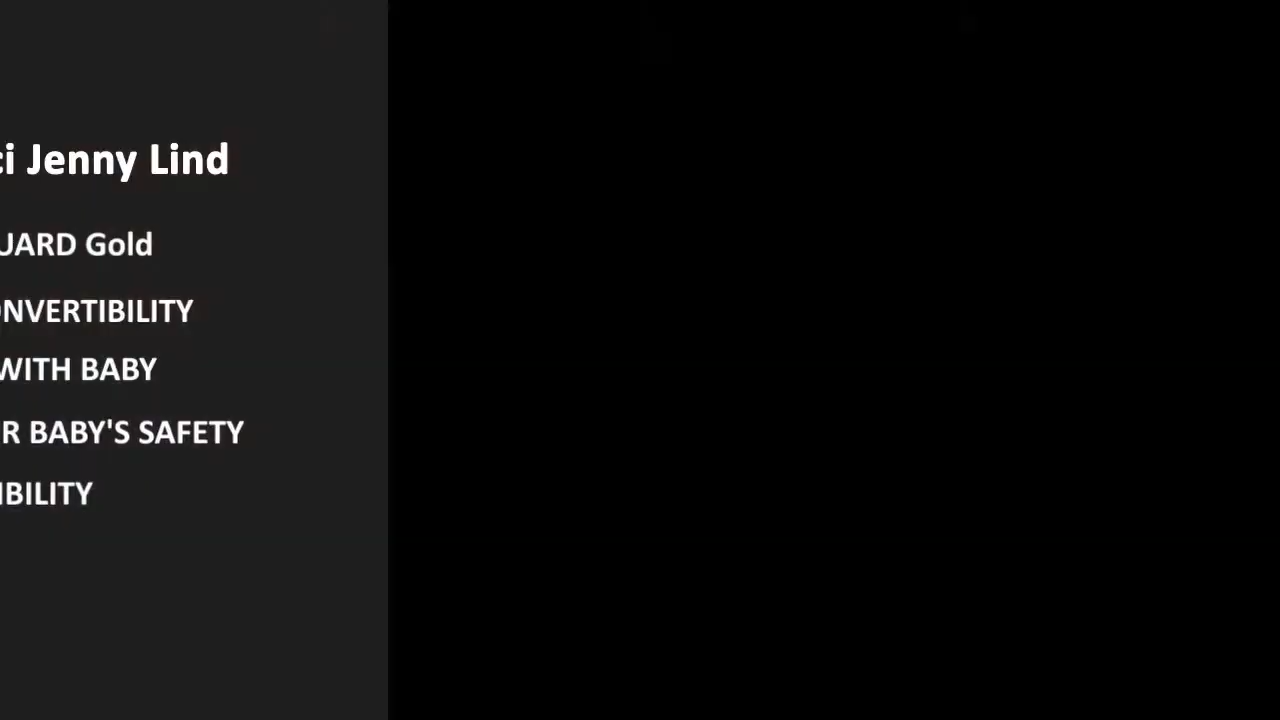 ci Jenny Lind
UARD Gold
ONVERTIBILITY
WITH BABY
R BABY'S SAFETY
IBILITY